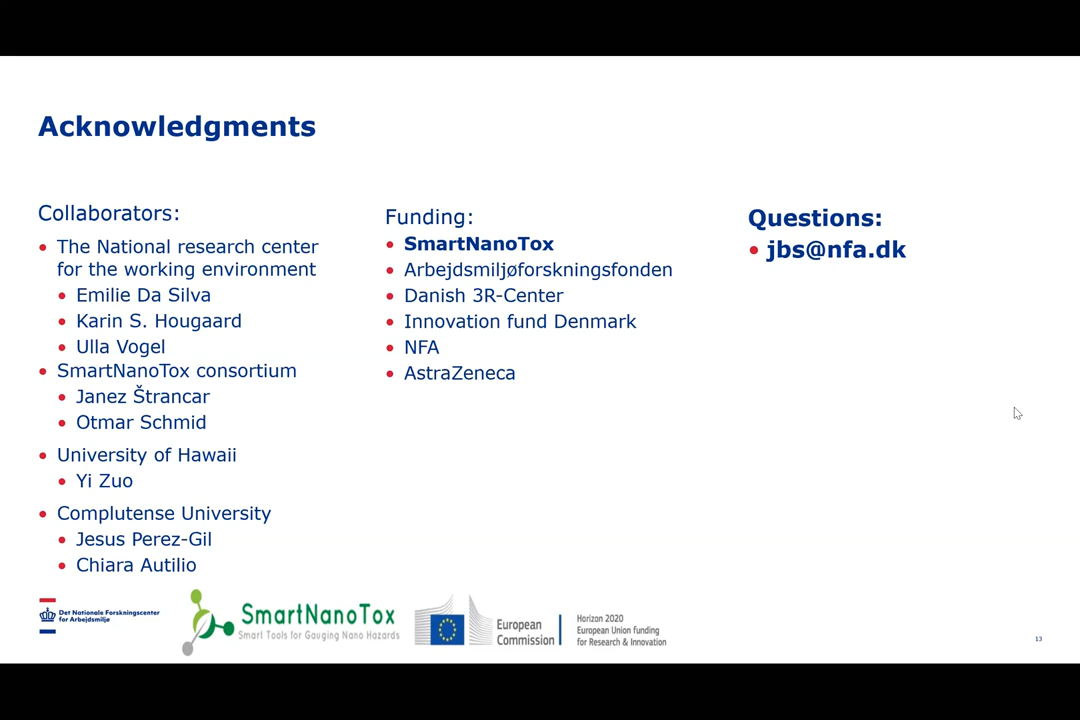 Acknowledgments
Collaborators:
The National research center
for the working environment
Emilie Da Silva
Karin S. Hougaard
Ulla Vogel
SmartNanoTox consortium
Janez Štrancar
Otmar Schmid
University of Hawaii
Yi Zuo
Complutense University
Jesus Perez-Gil
Chiara Autilio
Funding:
SmartNanoTox
Arbejdsmiljøforskningsfonden
Danish 3R-Center
Innovation fund Denmark
NFA
AstraZeneca
Questions:
jbs@nfa.dk
Det Nationale Forskningscenter
for Arbejdsmiljø
SmartNanoTox
Smart Tools for Gauging Nano Hazards
European
Commission
Horizon 2020
European Union funding
for Research & Innovation
13